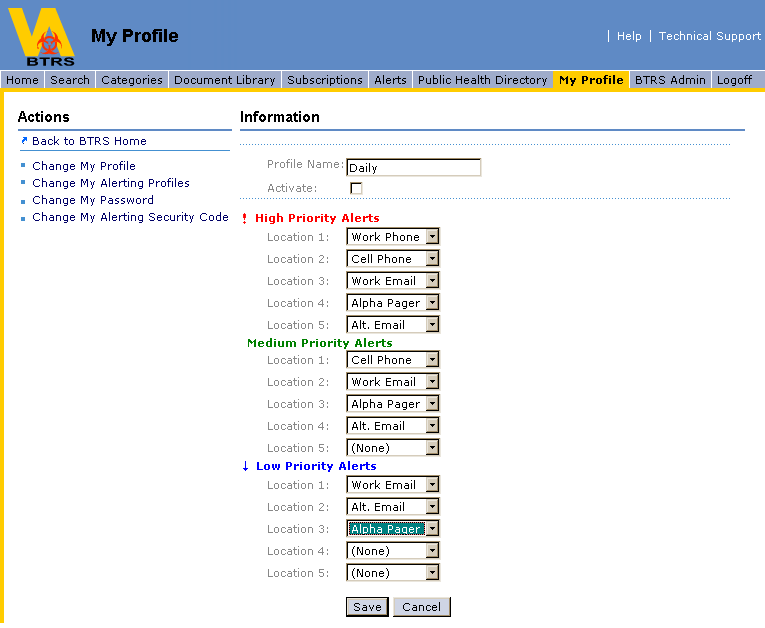 VA
BTRS
My Profile
| Help | Technical Support
Home Search Categories Document Library Subscriptions Alerts Public Health Directory My Profile BTRS Admin Logoff
Actions
Back to BTRS Home
Change My Profile
Change My Alerting Profiles
Change My Password
Change My Alerting Security Code
Information
Profile Name: Daily
Activate:
! High Priority Alerts
Location 1: Work Phone
Location 2: Cell Phone
Location 3: Work Email
Location 4: Alpha Pager
Location 5: Alt. Email
Medium Priority Alerts
Location 1: Cell Phone
Location 2: Work Email
Location 3: Alpha Pager
Location 4: Alt. Email
Location 5: (None)
↓ Low Priority Alerts
Location 1: Work Email
Location 2: Alt. Email
Location 3: Alpha Pager
Location 4: (None)
Location 5: (None)
Save Cancel